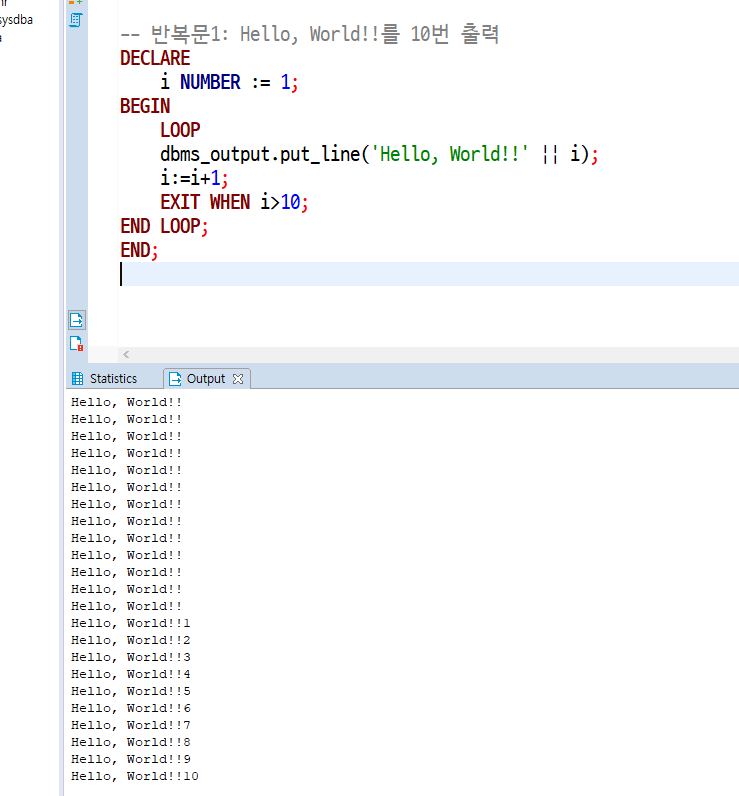 sysdba
-- 반복문1: Hello, World!!를 10번 출력
DECLARE
i NUMBER := 1;
BEGIN
LOOP
dbms_output.put_line('Hello, World!!' || i);
i:=i+1;
EXIT WHEN i>10;
END LOOP;
END;
Statistics
Output
Hello, World!!
Hello, World!!
Hello, World!!
Hello, World!!
Hello, World!!
Hello, World!!
Hello, World!!
Hello, World!!
Hello, World!!
Hello, World!!
Hello, World!!
Hello, World!!
Hello, World!!
Hello, World!!1
Hello, World!!2
Hello, World!!3
Hello, World!!4
Hello, World!!5
Hello, World!!6
Hello, World!!7
Hello, World!!8
Hello, World!!9
Hello, World!!10